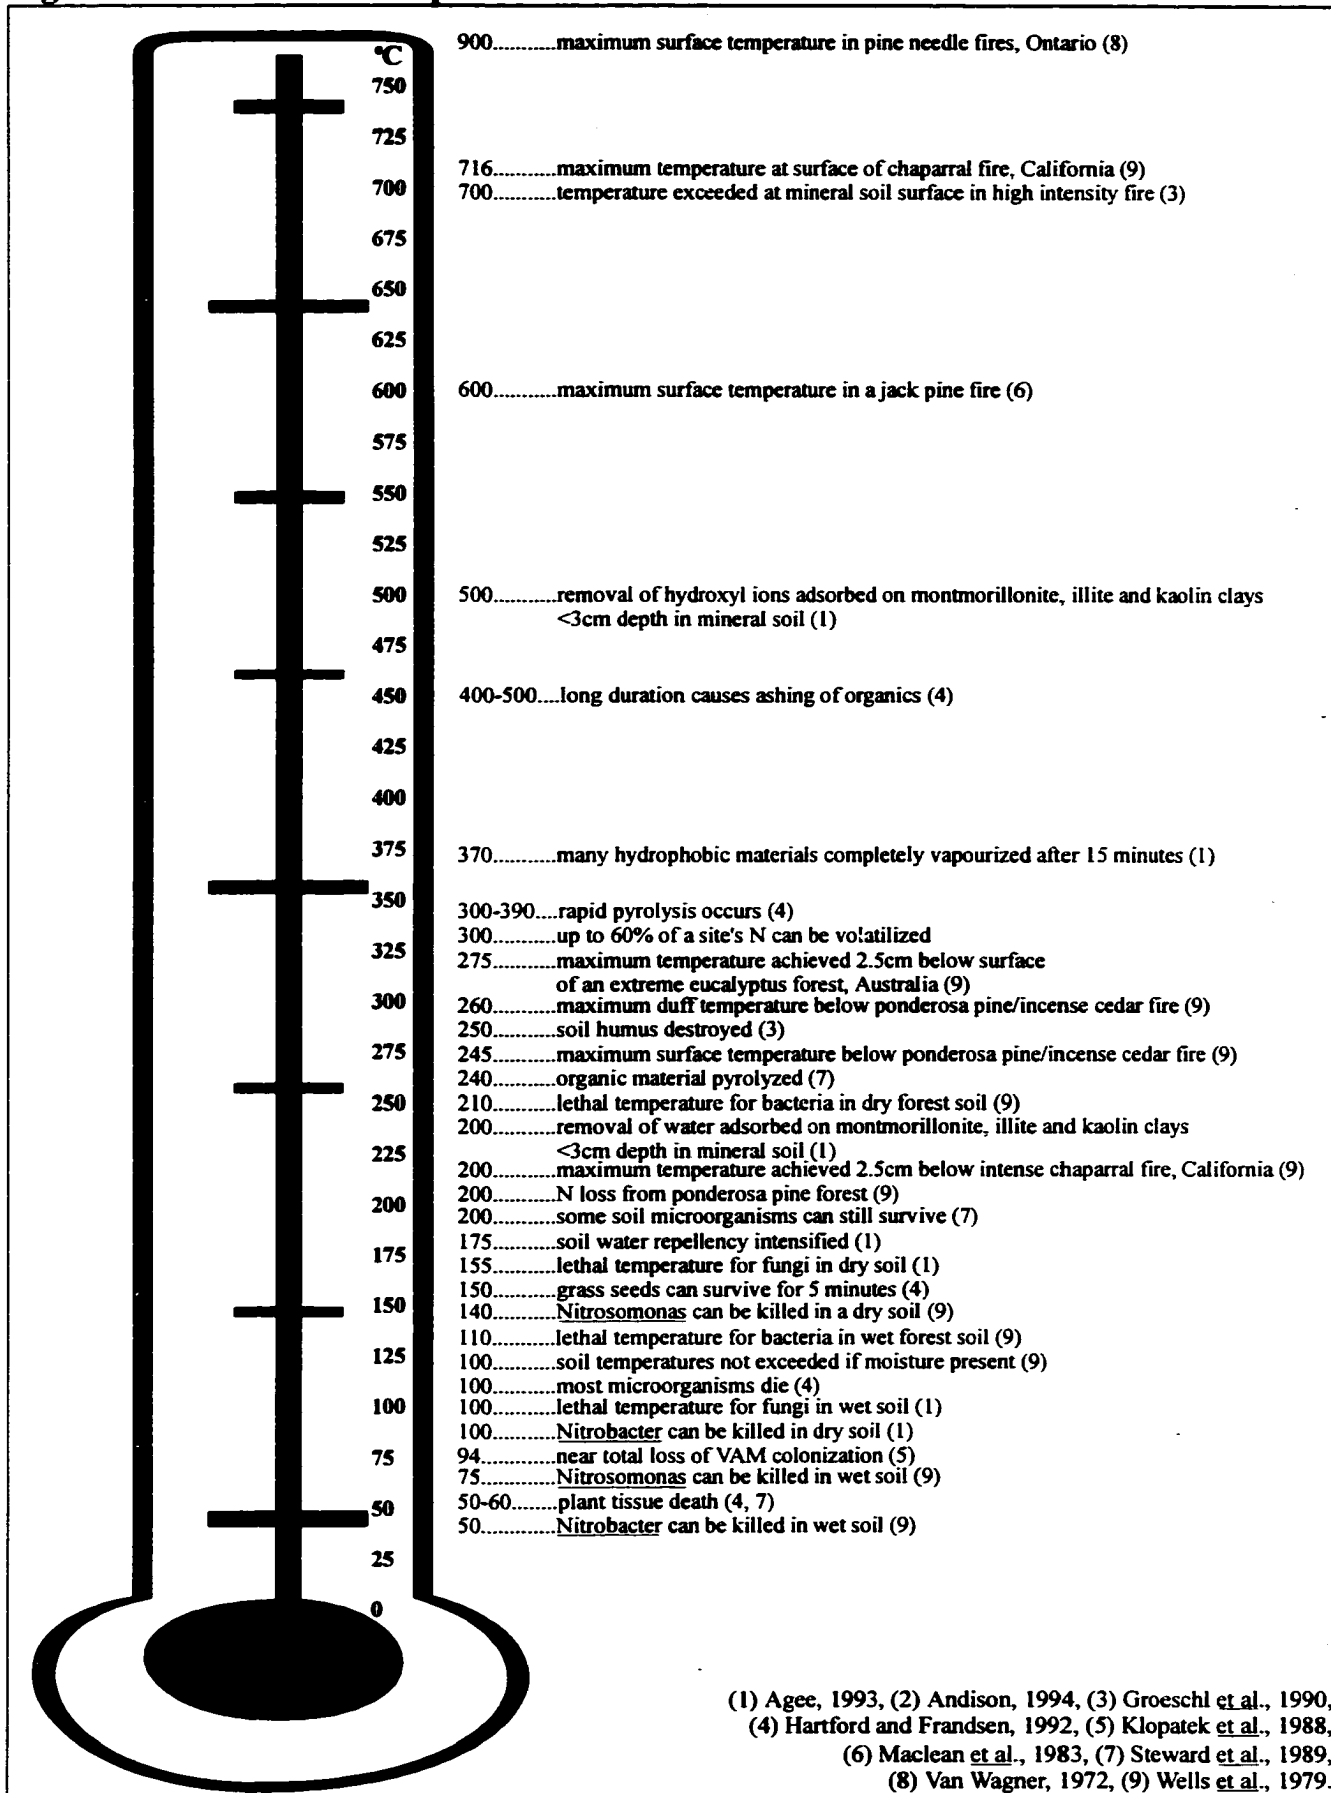 °C
750
725
700
675
650
625
600
575
550
525
500
475
450
425
400
375
350
325
300
275
250
225
200
175
150
125
100
75
50
25
0
900...........maximum surface temperature in pine needle fires, Ontario (8)
716...........maximum temperature at surface of chaparral fire, California (9)
700...........temperature exceeded at mineral soil surface in high intensity fire (3)
600...........maximum surface temperature in a jack pine fire (6)
500...........removal of hydroxyl ions adsorbed on montmorillonite, illite and kaolin clays
<3cm depth in mineral soil (1)
400-500....long duration causes ashing of organics (4)
370...........many hydrophobic materials completely vapourized after 15 minutes (1)
300-390....rapid pyrolysis occurs (4)
300...........up to 60% of a site's N can be volatilized
275...........maximum temperature achieved 2.5cm below surface
of an extreme eucalyptus forest, Australia (9)
260...........maximum duff temperature below ponderosa pine/incense cedar fire (9)
250...........soil humus destroyed (3)
245...........maximum surface temperature below ponderosa pine/incense cedar fire (9)
240...........organic material pyrolyzed (7)
210...........lethal temperature for bacteria in dry forest soil (9)
200...........removal of water adsorbed on montmorillonite, illite and kaolin clays
<3cm depth in mineral soil (1)
200...........maximum temperature achieved 2.5cm below intense chaparral fire, California (9)
200...........N loss from ponderosa pine forest (9)
200...........some soil microorganisms can still survive (7)
175...........soil water repellency intensified (1)
155...........lethal temperature for fungi in dry soil (1)
150...........grass seeds can survive for 5 minutes (4)
140...........Nitrosomonas can be killed in a dry soil (9)
110...........lethal temperature for bacteria in wet forest soil (9)
100...........soil temperatures not exceeded if moisture present (9)
100...........most microorganisms die (4)
100...........lethal temperature for fungi in wet soil (1)
100...........Nitrobacter can be killed in dry soil (1)
94.............near total loss of VAM colonization (5)
75.............Nitrosomonas can be killed in wet soil (9)
50-60........plant tissue death (4, 7)
50.............Nitrobacter can be killed in wet soil (9)
(1) Agee, 1993, (2) Andison, 1994, (3) Groeschl et al., 1990,
(4) Hartford and Frandsen, 1992, (5) Klopatek et al., 1988,
(6) Maclean et al., 1983, (7) Steward et al., 1989,
(8) Van Wagner, 1972, (9) Wells et al., 1979.